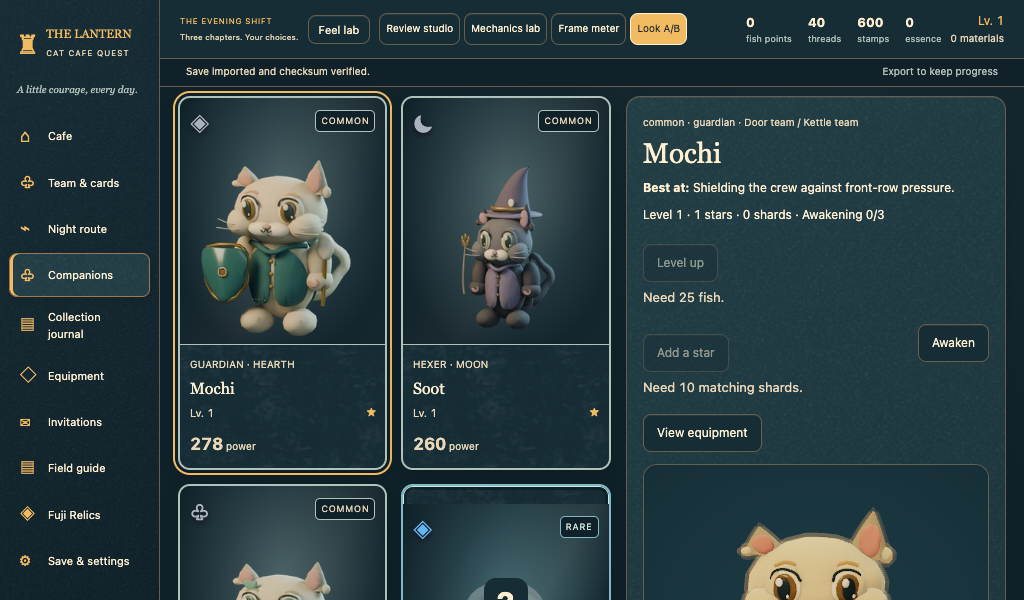 THE LANTERN
CAT CAFE QUEST
A little courage, every day.
Cafe
Team & cards
Night route
Companions
Collection
journal
Equipment
Invitations
Field guide
Fuji Relics
Save & settings
THE EVENING SHIFT
Three chapters. Your choices.
Feel lab
Review studio
Mechanics lab
Frame meter
Look A/B
0
fish points
40
threads
600
stamps
0
essence
Lv. 1
0 materials
Save imported and checksum verified.
Export to keep progress
COMMON
GUARDIAN · HEARTH
Mochi
Lv. 1
278 power
COMMON
HEXER · MOON
Soot
Lv. 1
260 power
COMMON
RARE
?
common · guardian · Door team / Kettle team
Mochi
Best at: Shielding the crew against front-row pressure.
Level 1 · 1 stars · 0 shards · Awakening 0/3
Level up
Need 25 fish.
Add a star
Awaken
Need 10 matching shards.
View equipment